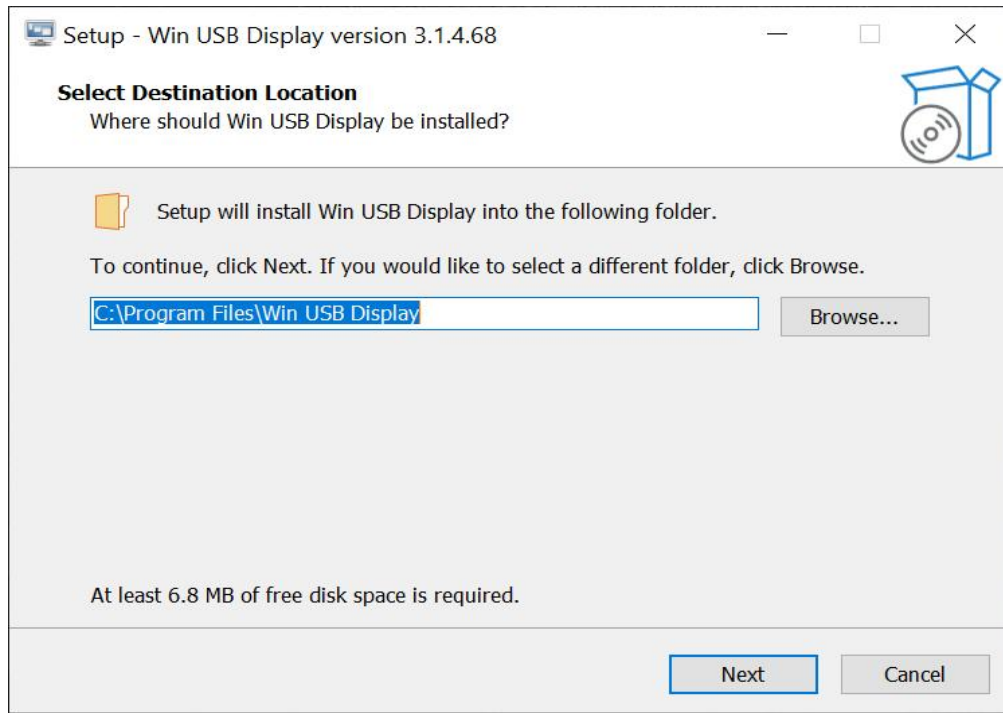 Setup - Win USB Display version 3.1.4.68
Select Destination Location
Where should Win USB Display be installed?
Setup will install Win USB Display into the following folder.
To continue, click Next. If you would like to select a different folder, click Browse.
C:\Program Files\Win USB Display
Browse...
At least 6.8 MB of free disk space is required.
Next
Cancel